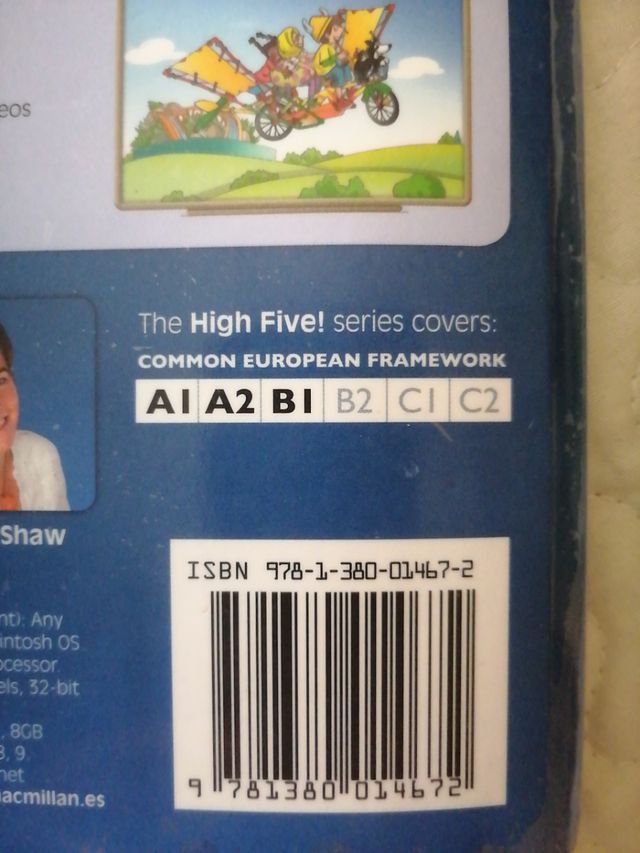 eos
The High Five! series covers:
COMMON EUROPEAN FRAMEWORK
A1 A2 B1 B2 C1 C2
Shaw
nt): Any
intosh OS
ocessor.
els, 32-bit
, 8GB
8, 9.
net
acmillan.es
ISBN 978-1-380-01467-2
9 781380 014672